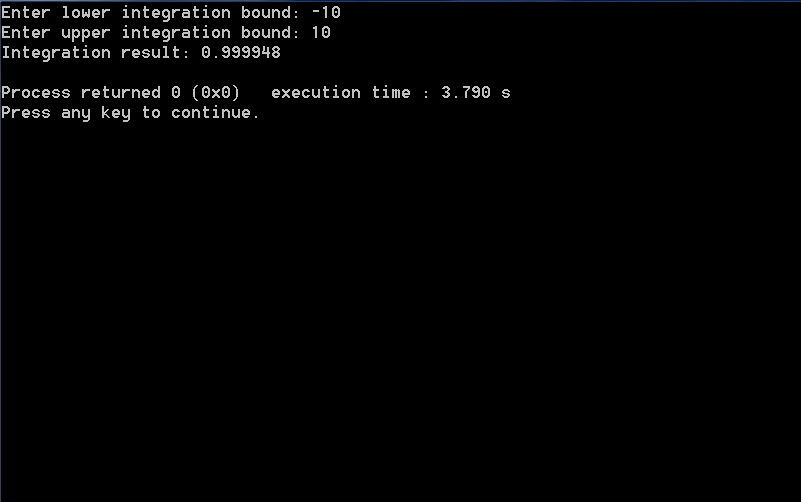 Enter lower integration bound: -10
Enter upper integration bound: 10
Integration result: 0.999948
Process returned 0 (0x0)   execution time : 3.790 s
Press any key to continue.